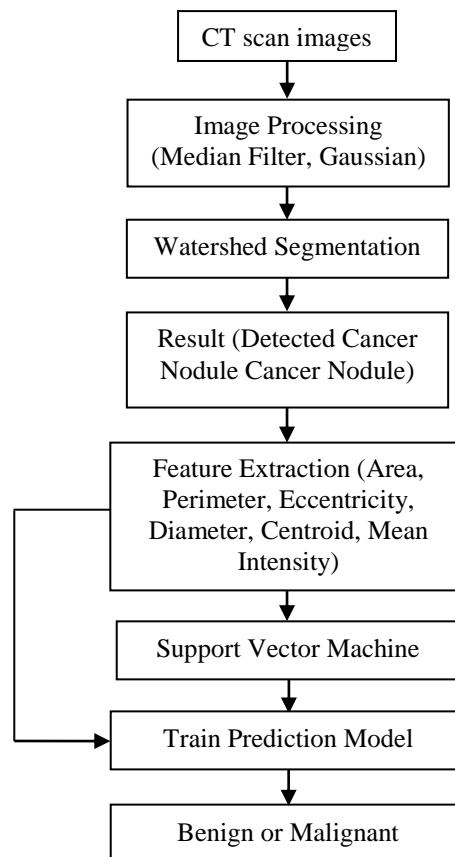 CT scan images
Image Processing
(Median Filter, Gaussian)
Watershed Segmentation
Result (Detected Cancer
Nodule Cancer Nodule)
Feature Extraction (Area,
Perimeter, Eccentricity,
Diameter, Centroid, Mean
Intensity)
Support Vector Machine
Train Prediction Model
Benign or Malignant